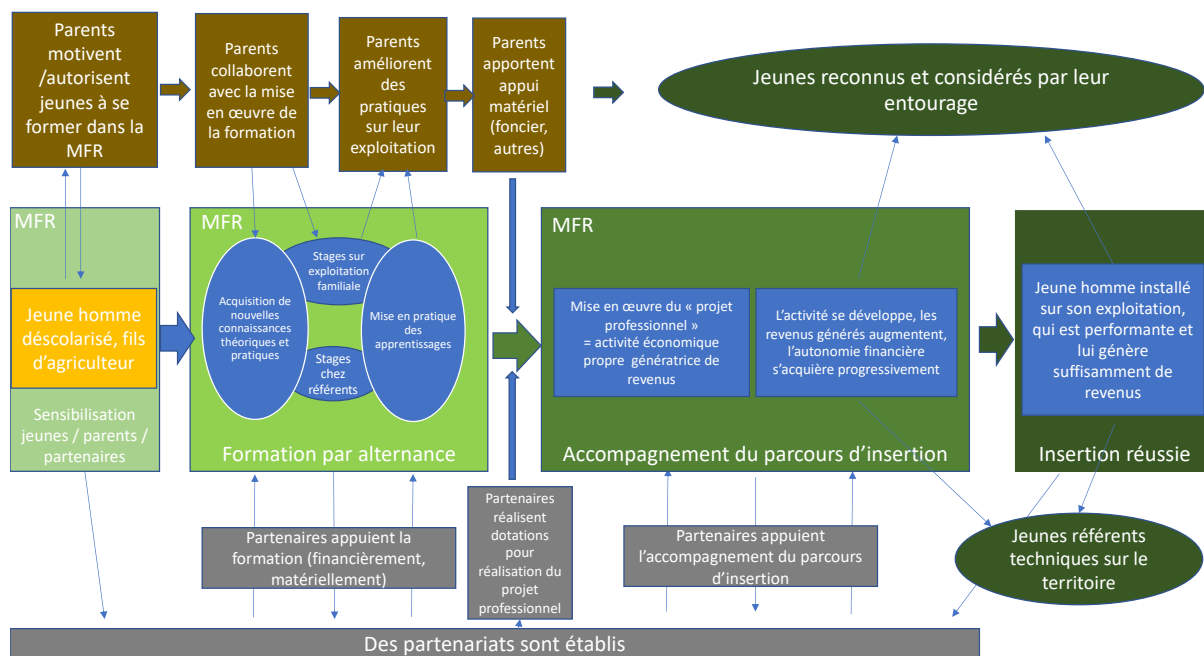 Parents
motivent
/autorisent
jeunes à se
former dans la
MFR
Parents
collaborent
avec la mise
en œuvre de
la formation
Parents
améliorent
des
pratiques
sur leur
exploitation
Parents
apportent
appui
matériel
(foncier,
autres)
Jeunes reconnus et considérés par leur
entourage
MFR
Jeune homme
déscolarisé, fils
d’agriculteur
Sensibilisation
jeunes / parents /
partenaires
MFR
Acquisition de
nouvelles
connaissances
théoriques et
pratiques
Stages sur
exploitation
familiale
Stages
chez
référents
Mise en pratique
des
apprentissages
Formation par alternance
MFR
Mise en œuvre du « projet
professionnel »
= activité économique
propre génératrice de
revenus
L’activité se développe, les
revenus générés augmentent,
l’autonomie financière
s’acquière progressivement
Accompagnement du parcours d’insertion
MFR
Jeune homme installé
sur son exploitation,
qui est performante et
lui génère
suffisamment de
revenus
Insertion réussie
Partenaires appuient la
formation (financièrement,
matériellement)
Partenaires
réalisent
dotations
pour
réalisation du
projet
professionnel
Partenaires appuient
l’accompagnement du parcours
d’insertion
Jeunes référents
techniques sur le
territoire
Des partenariats sont établis